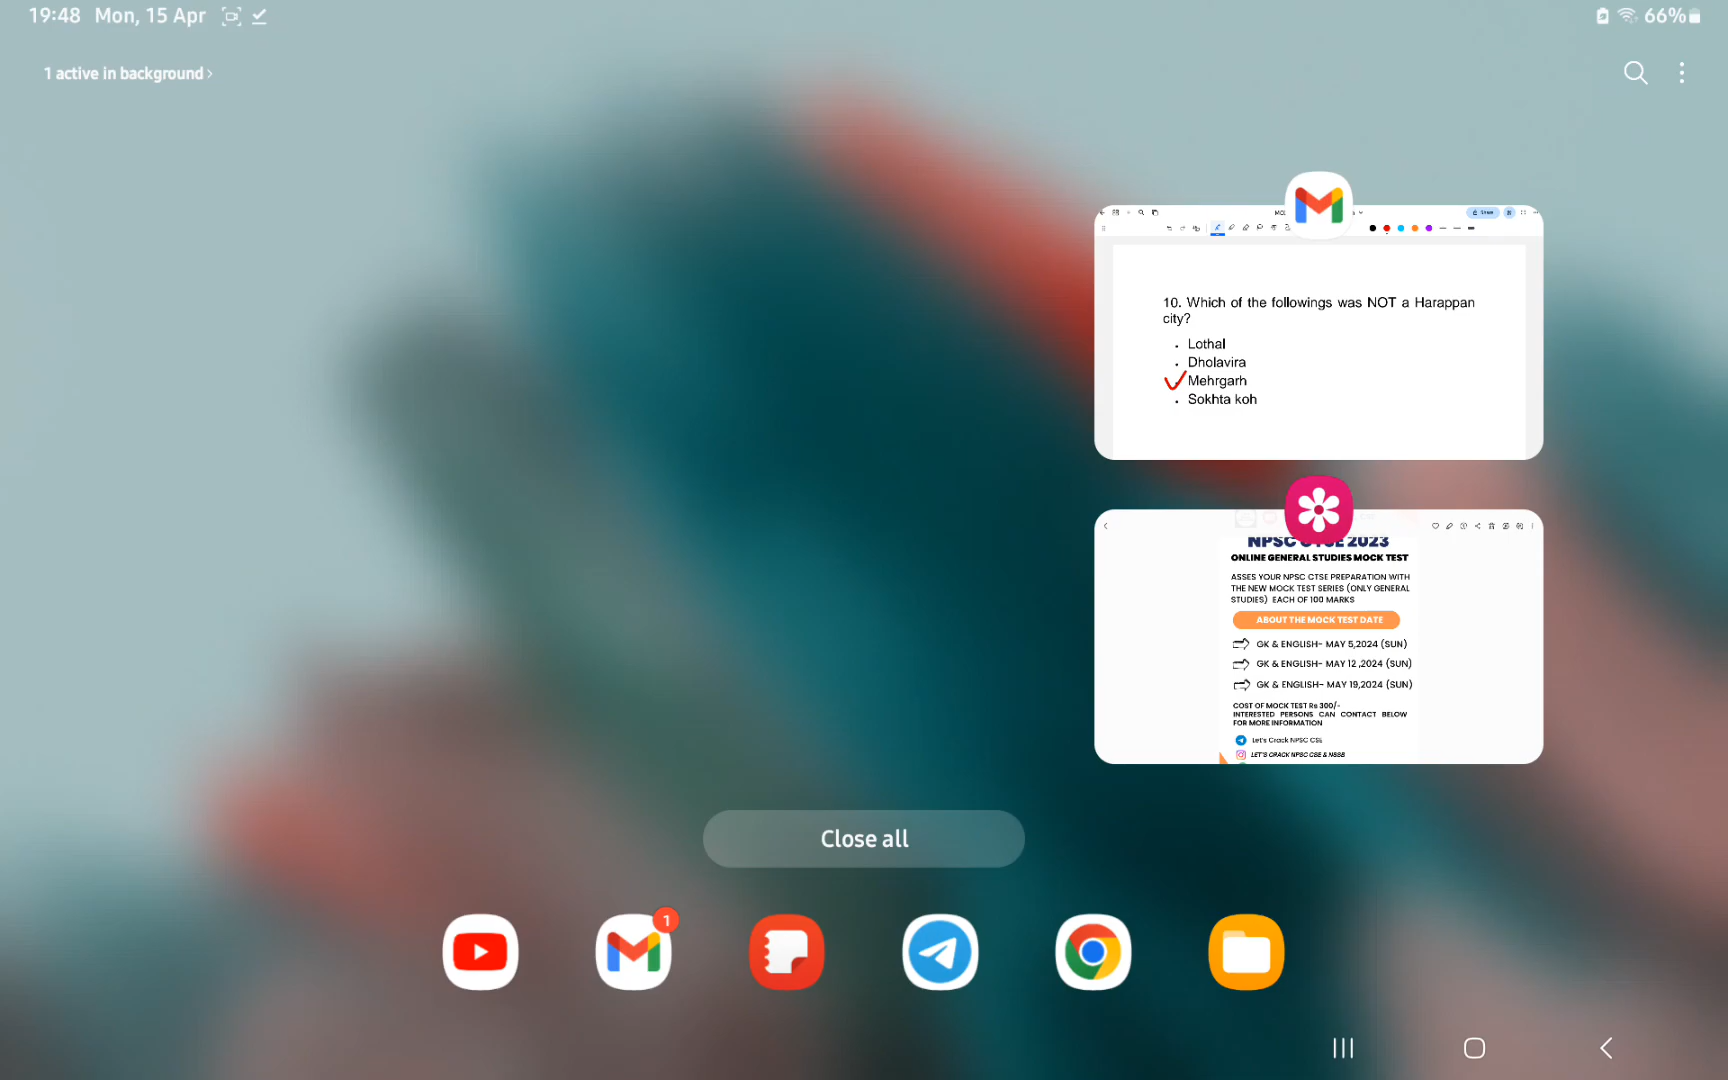 19:48 Mon, 15 Apr
66%
1 active in background
Share
10. Which of the followings was NOT a Harappan
city?
Lothal
Dholavira
Mehrgarh
Sokhta koh
NPSC CTSE 2023
ONLINE GENERAL STUDIES MOCK TEST
ASSES YOUR NPSC CTSE PREPARATION WITH
THE NEW MOCK TEST SERIES (ONLY GENERAL
STUDIES) EACH OF 100 MARKS
ABOUT THE MOCK TEST DATE
GK & ENGLISH- MAY 5,2024 (SUN)
GK & ENGLISH- MAY 12 ,2024 (SUN)
GK & ENGLISH- MAY 19,2024 (SUN)
COST OF MOCK TEST Rs 300/-
INTERESTED PERSONS CAN CONTACT BELOW
FOR MORE INFORMATION
Let's Crack NPSC CSE
LET'S CRACK NPSC CSE & NSSB
Close all
1